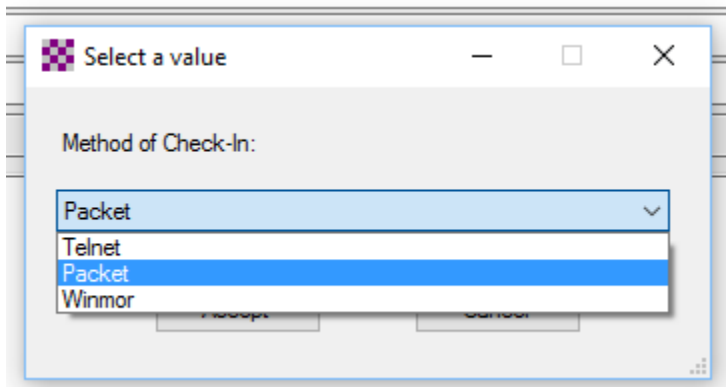 Select a value
Method of Check-In:
Packet
Telnet
Packet
Winmor